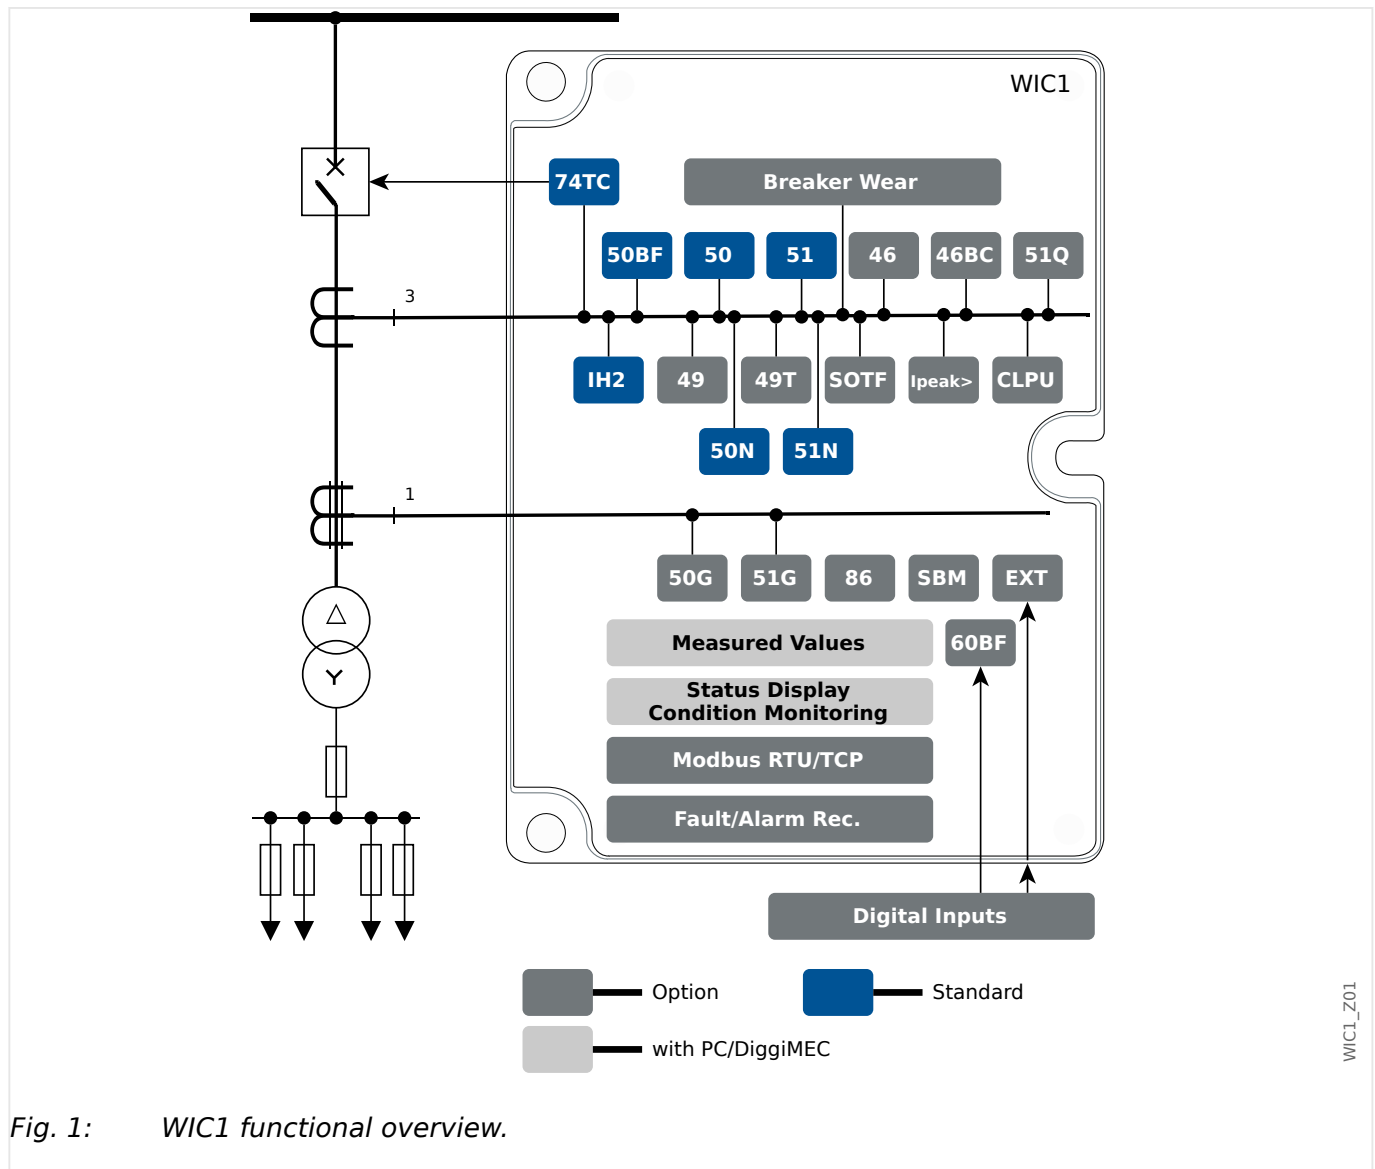 WIC1
74TC
Breaker Wear
50BF
50
51
46
46BC
51Q
3
IH2
49
49T
SOTF
Ipeak>
CLPU
50N
51N
1
50G
51G
86
SBM
EXT
Measured Values
60BF
Status Display
Condition Monitoring
Modbus RTU/TCP
Fault/Alarm Rec.
Digital Inputs
Option
Standard
with PC/DiggiMEC
WIC1_Z01
Fig. 1: WIC1 functional overview.